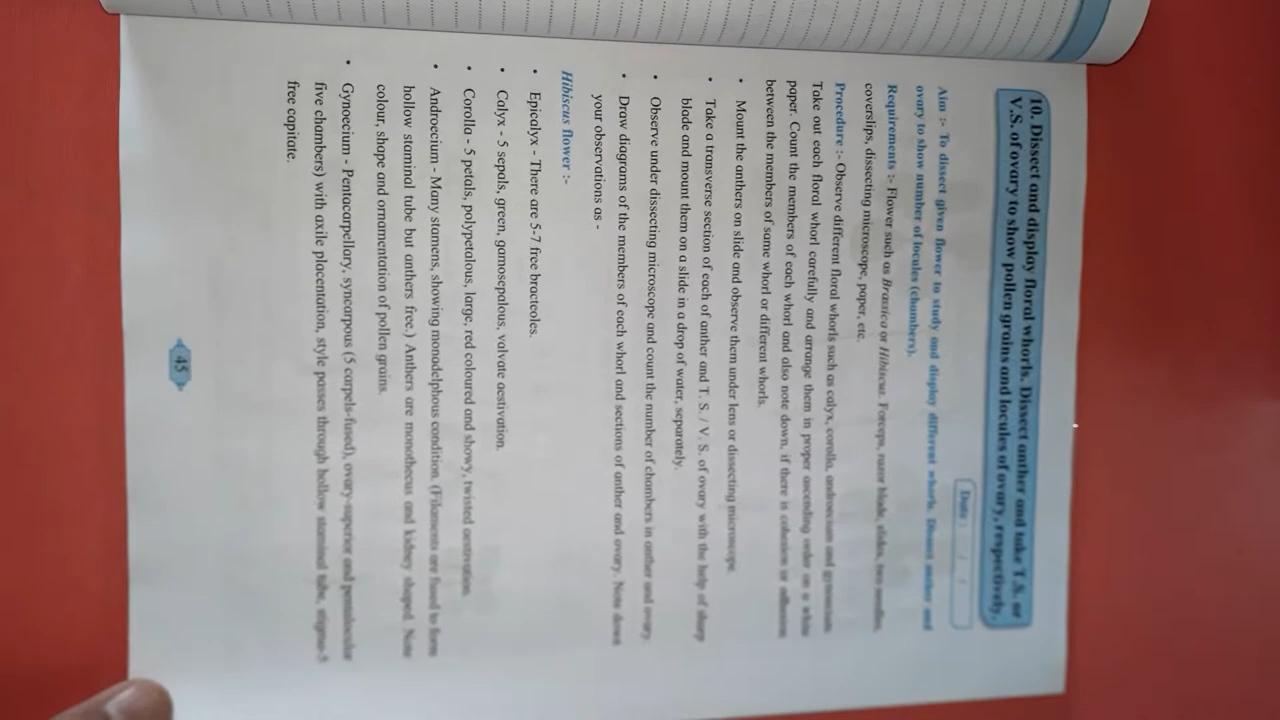 10. Dissect and display floral whorls. Dissect anther and take T.S. or
V.S. of ovary to show pollen grains and locules of ovary, respectively.
Date : / /
Aim :- To dissect given flower to study and display different whorls. Dissect anther and
ovary to show number of locules (chambers).
Requirements :- Flower such as Brassica or Hibiscus. Forceps, razor blade, slides, two needles,
coverslips, dissecting microscope, paper, etc.
Procedure :- Observe different floral whorls such as calyx, corolla, androecium and gynoecium.
Take out each floral whorl carefully and arrange them in proper ascending order on a white
paper. Count the members of each whorl and also note down, if there is cohesion or adhesion
between the members of same whorl or different whorls.
• Mount the anthers on slide and observe them under lens or dissecting microscope.
• Take a transverse section of each of anther and T. S. / V. S. of ovary with the help of sharp
blade and mount them on a slide in a drop of water, separately.
• Observe under dissecting microscope and count the number of chambers in anther and ovary.
• Draw diagrams of the members of each whorl and sections of anther and ovary. Note down
your observations as -
Hibiscus flower :-
• Epicalyx - There are 5-7 free bracteoles.
• Calyx - 5 sepals, green, gamosepalous, valvate aestivation.
• Corolla - 5 petals, polypetalous, large, red coloured and showy, twisted aestivation.
• Androecium - Many stamens, showing monadelphous condition. (Filaments are fused to form
hollow staminal tube but anthers free.) Anthers are monothecus and kidney shaped. Note
colour, shape and ornamentation of pollen grains.
• Gynoecium - Pentacarpellary, syncarpous (5 carpels-fused), ovary-superior and pentalocular
five chambers) with axile placentation, style passes through hollow staminal tube, stigma-5
free capitate.
45